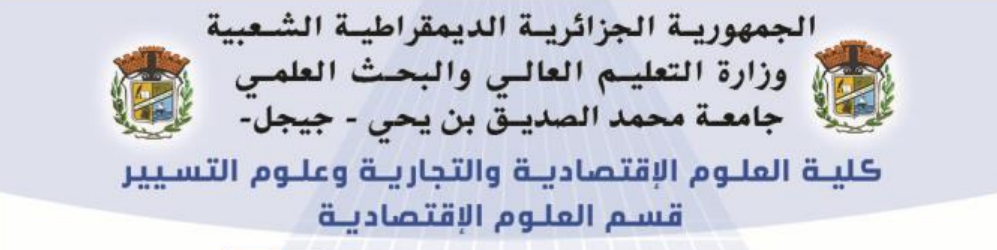 الجمهورية الجزائرية الديمقراطية الشعبية
وزارة التعليم العالي والبحث العلمي
جامعة محمد الصديق بن يحي - جيجل-
كلية العلوم الإقتصادية والتجارية وعلوم التسيير
قسم العلوم الإقتصادية